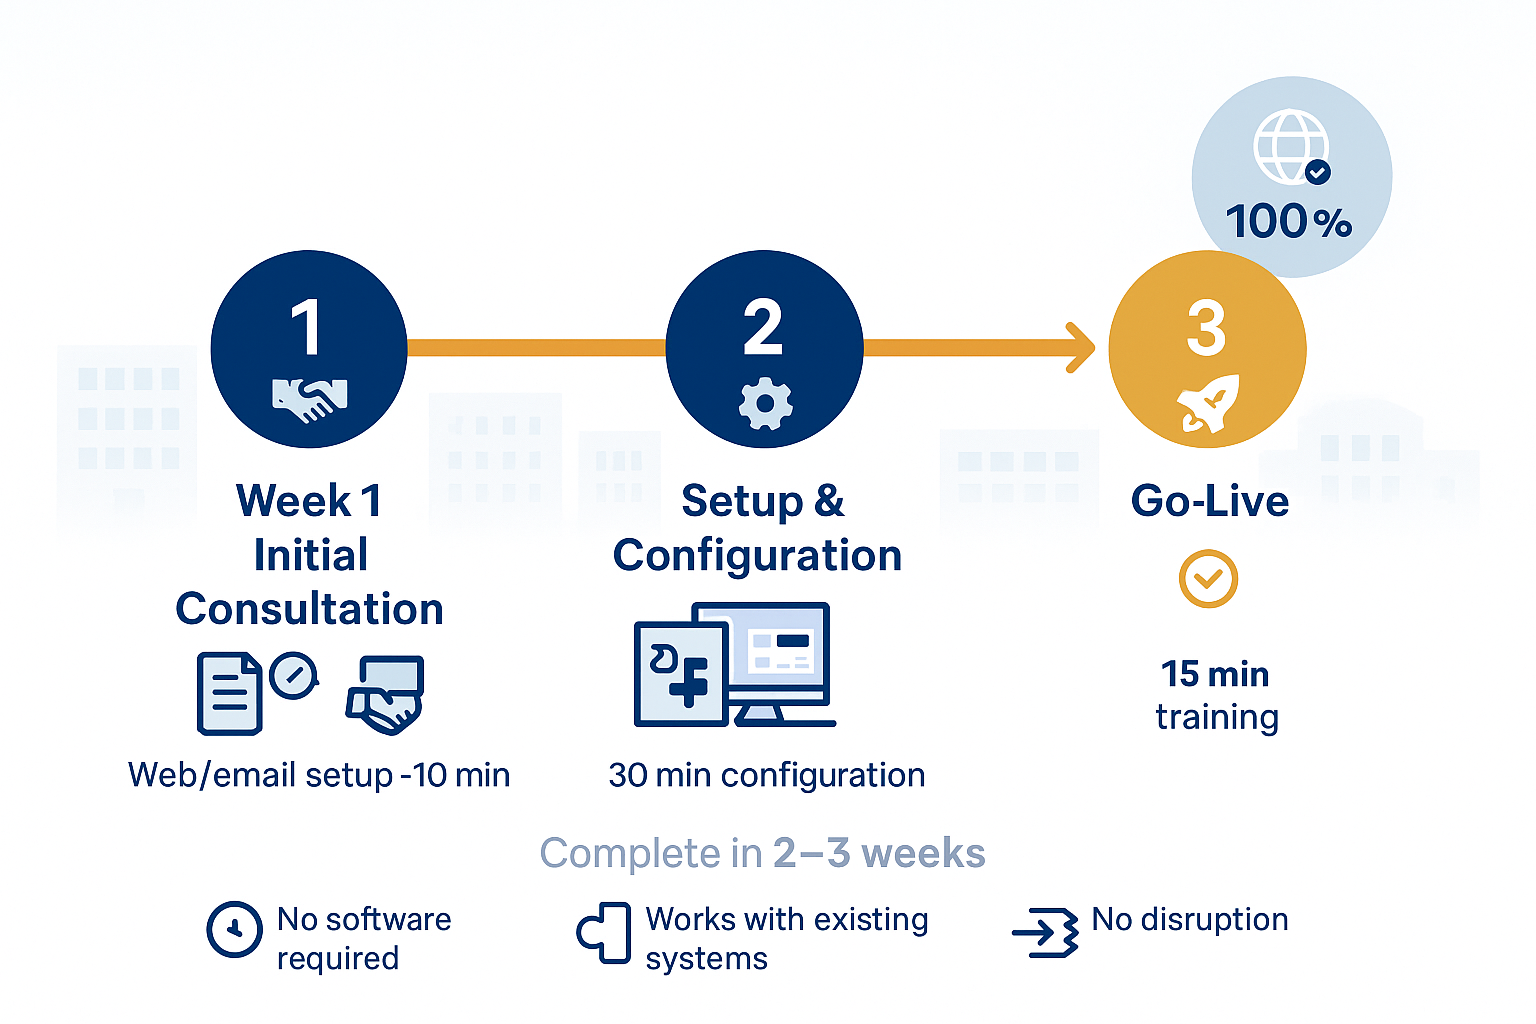 100%
1
2
3
Week 1
Initial
Consultation
Web/email setup -10 min
Setup &
Configuration
30 min configuration
Go-Live
15 min
training
Complete in 2–3 weeks
No software
required
Works with existing
systems
No disruption